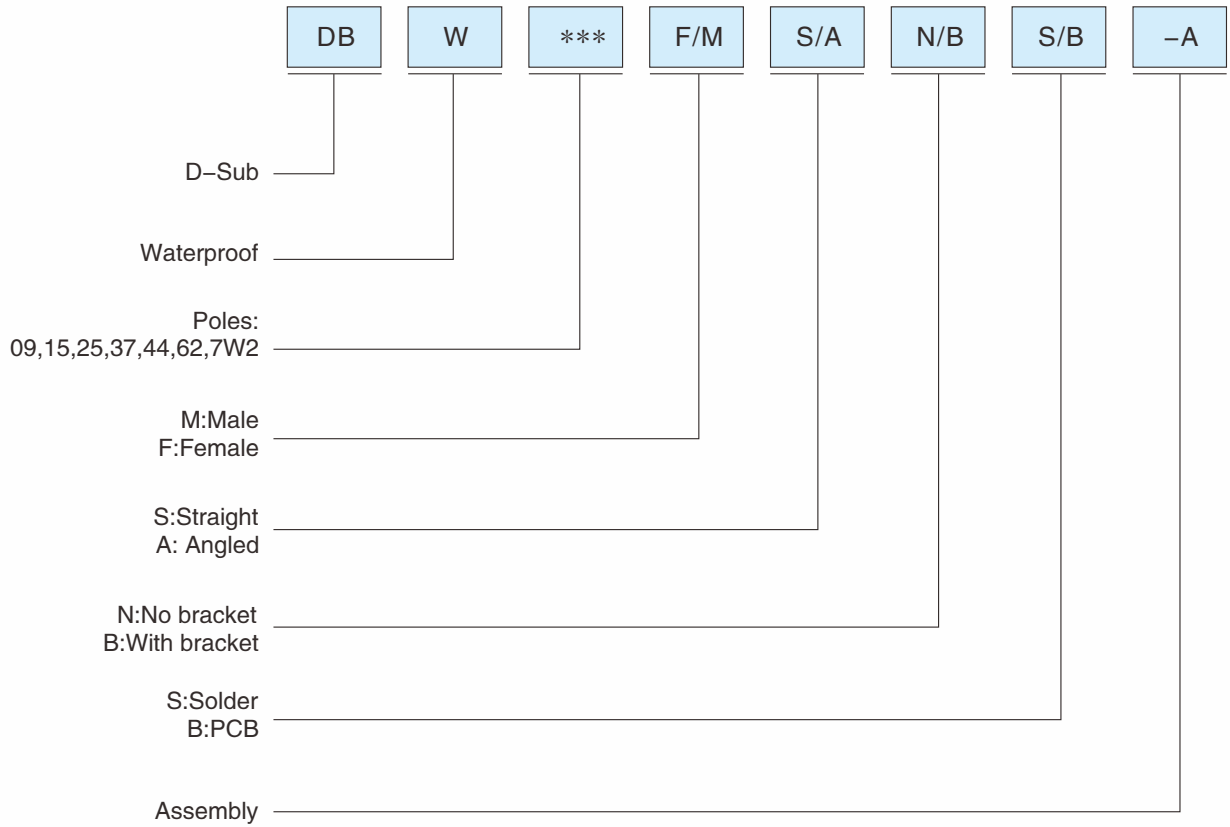 DB W *** F/M S/A N/B S/B –A
D–Sub
Waterproof
Poles:
09,15,25,37,44,62,7W2
M:Male
F:Female
S:Straight
A: Angled
N:No bracket
B:With bracket
S:Solder
B:PCB
Assembly